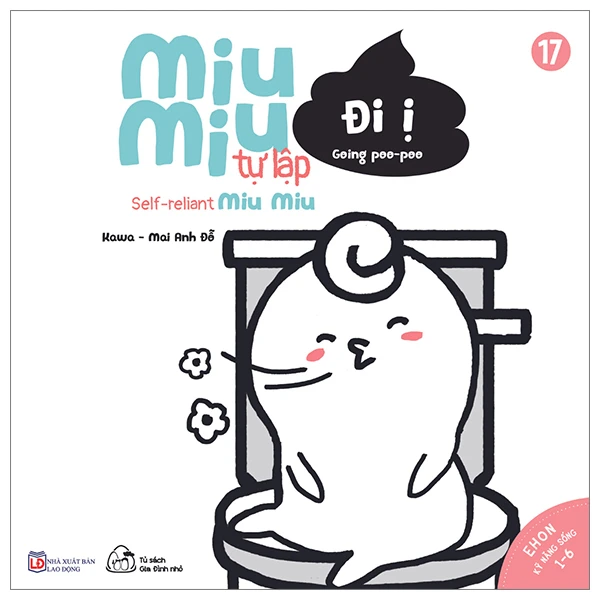 Miu
Miu
tự lập
Self-reliant Miu Miu
Đi ị
Going poo-poo
17
Kawa - Mai Anh Đỗ
EHON
KỸ NĂNG SỐNG
1-6
LĐ NHÀ XUẤT BẢN
LAO ĐỘNG
Tủ sách
Gia Đình nhỏ